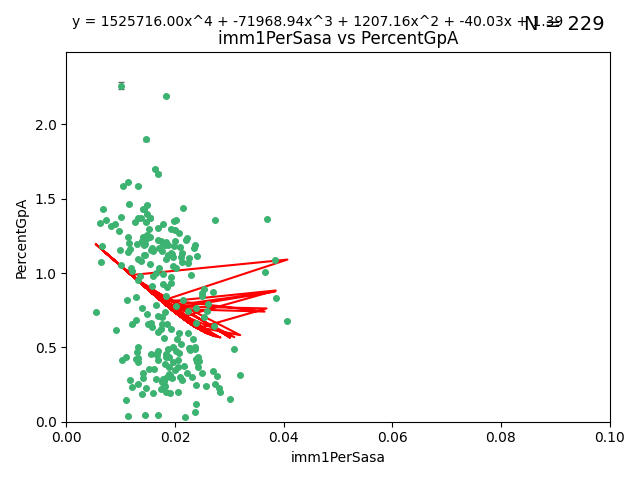 y = 1525716.00x^4 + -71968.94x^3 + 1207.16x^2 + -40.03x + 1.39
N = 229
imm1PerSasa vs PercentGpA
PercentGpA
2.0
1.5
1.0
0.5
0.0
0.00 0.02 0.04 0.06 0.08 0.10
imm1PerSasa